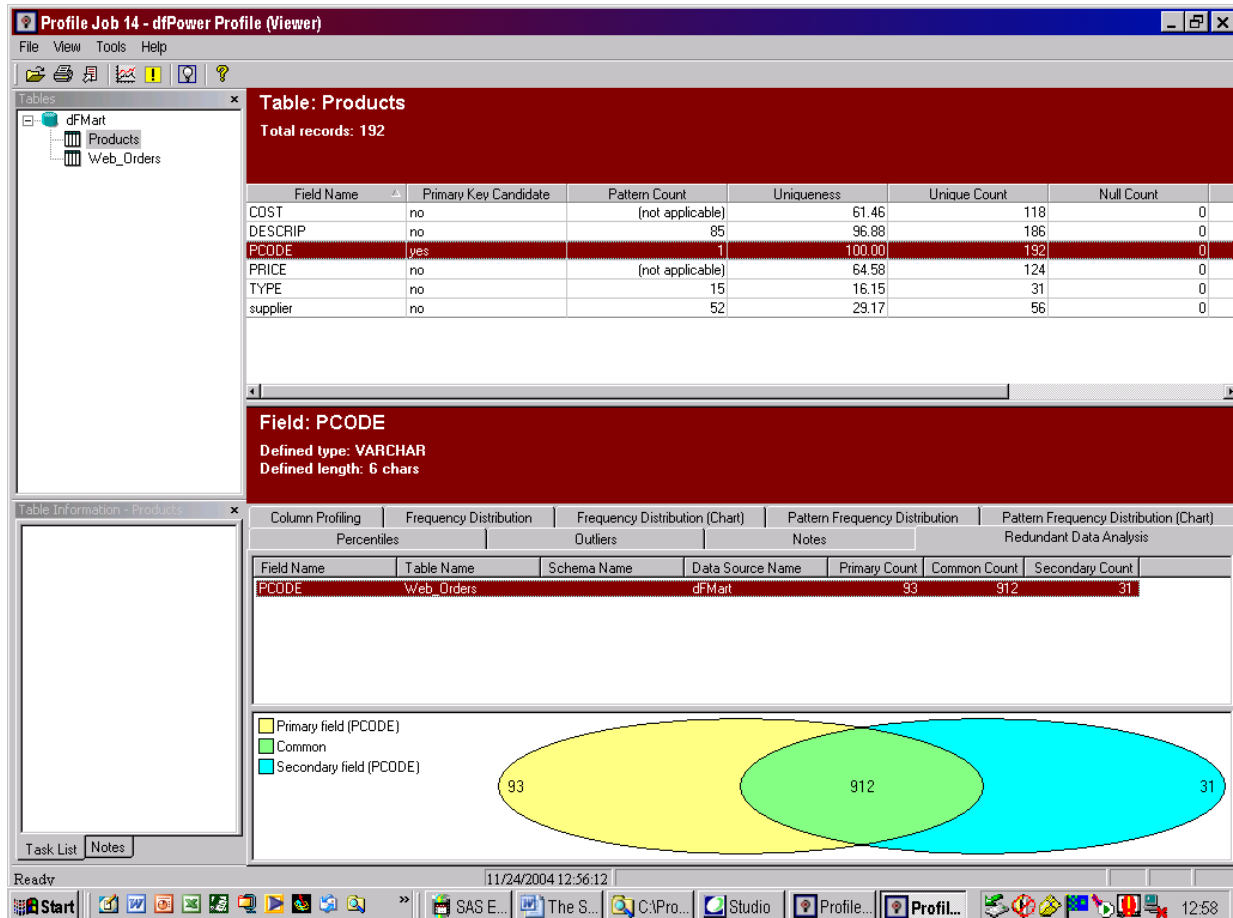 Profile Job 14 - dfPower Profile (Viewer)
File View Tools Help
Tables
dFMart
Products
Web_Orders
Table: Products
Total records: 192
Field Name Primary Key Candidate Pattern Count Uniqueness Unique Count Null Count
COST no (not applicable) 61.46 118 0
DESCRIP no 85 96.88 186 0
PCODE yes 1 100.00 192 0
PRICE no (not applicable) 64.58 124 0
TYPE no 15 16.15 31 0
supplier no 52 29.17 56 0
Field: PCODE
Defined type: VARCHAR
Defined length: 6 chars
Table Information - Products
Column Profiling Frequency Distribution Frequency Distribution (Chart) Pattern Frequency Distribution Pattern Frequency Distribution (Chart)
Percentiles Outliers Notes Redundant Data Analysis
Field Name Table Name Schema Name Data Source Name Primary Count Common Count Secondary Count
PCODE Web_Orders dFMart 93 912 31
Primary field (PCODE)
Common
Secondary field (PCODE)
93 912 31
Task List Notes
Ready 11/24/2004 12:56:12
Start » SAS E... The S... C:\Pro... Studio Profile... Profil... 12:58